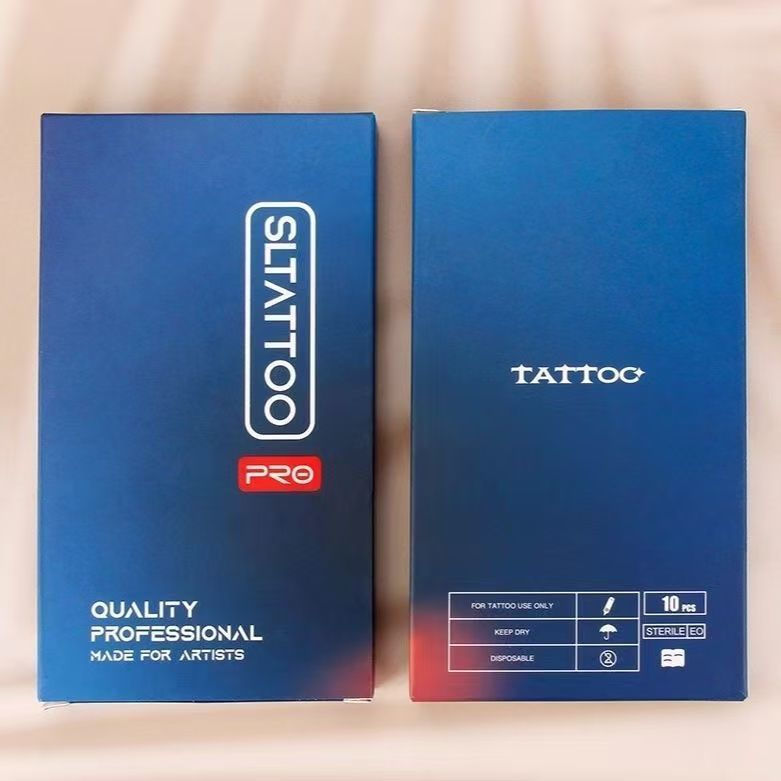 SLTATTOO
PRO
QUALITY
PROFESSIONAL
MADE FOR ARTISTS
TATTOO
FOR TATTOO USE ONLY
10 PCS
KEEP DRY
STERILE EO
DISPOSABLE